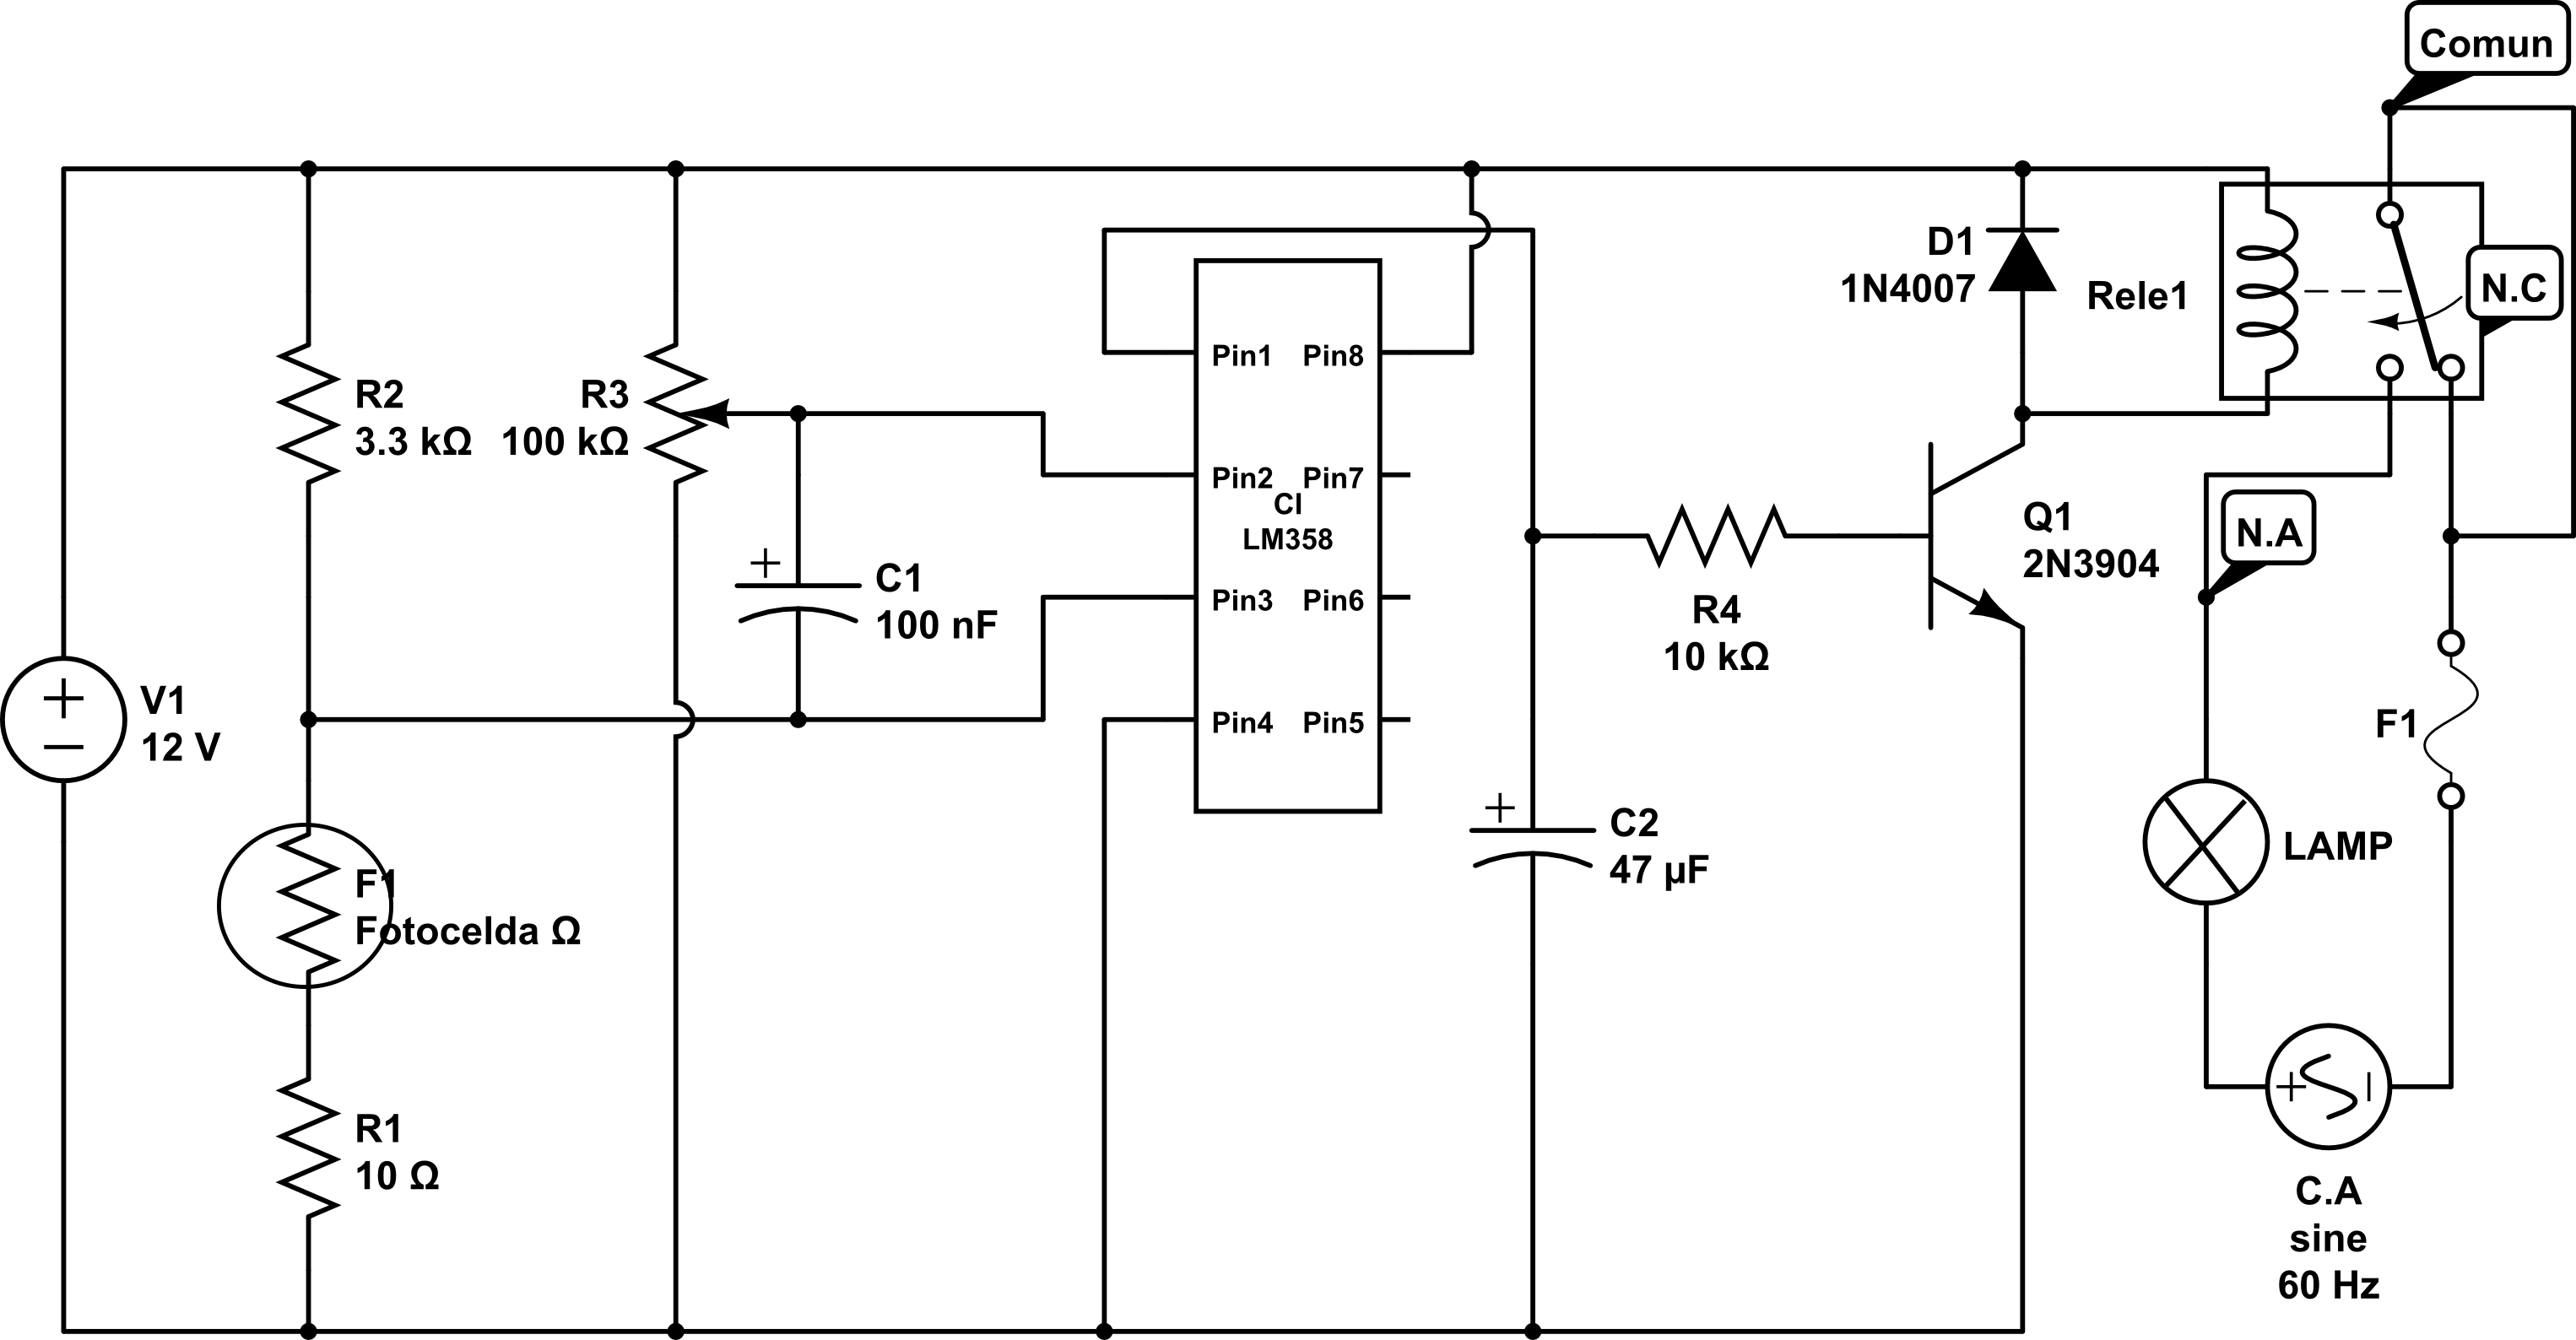 Comun
D1
1N4007
Rele1
N.C
R2
3.3 kΩ
R3
100 kΩ
Pin1
Pin8
Pin2
Pin7
CI
LM358
Pin3
Pin6
Pin4
Pin5
C1
100 nF
R4
10 kΩ
Q1
2N3904
N.A
V1
12 V
F1
C2
47 µF
LAMP
F1
Fotocelda Ω
R1
10 Ω
C.A
sine
60 Hz